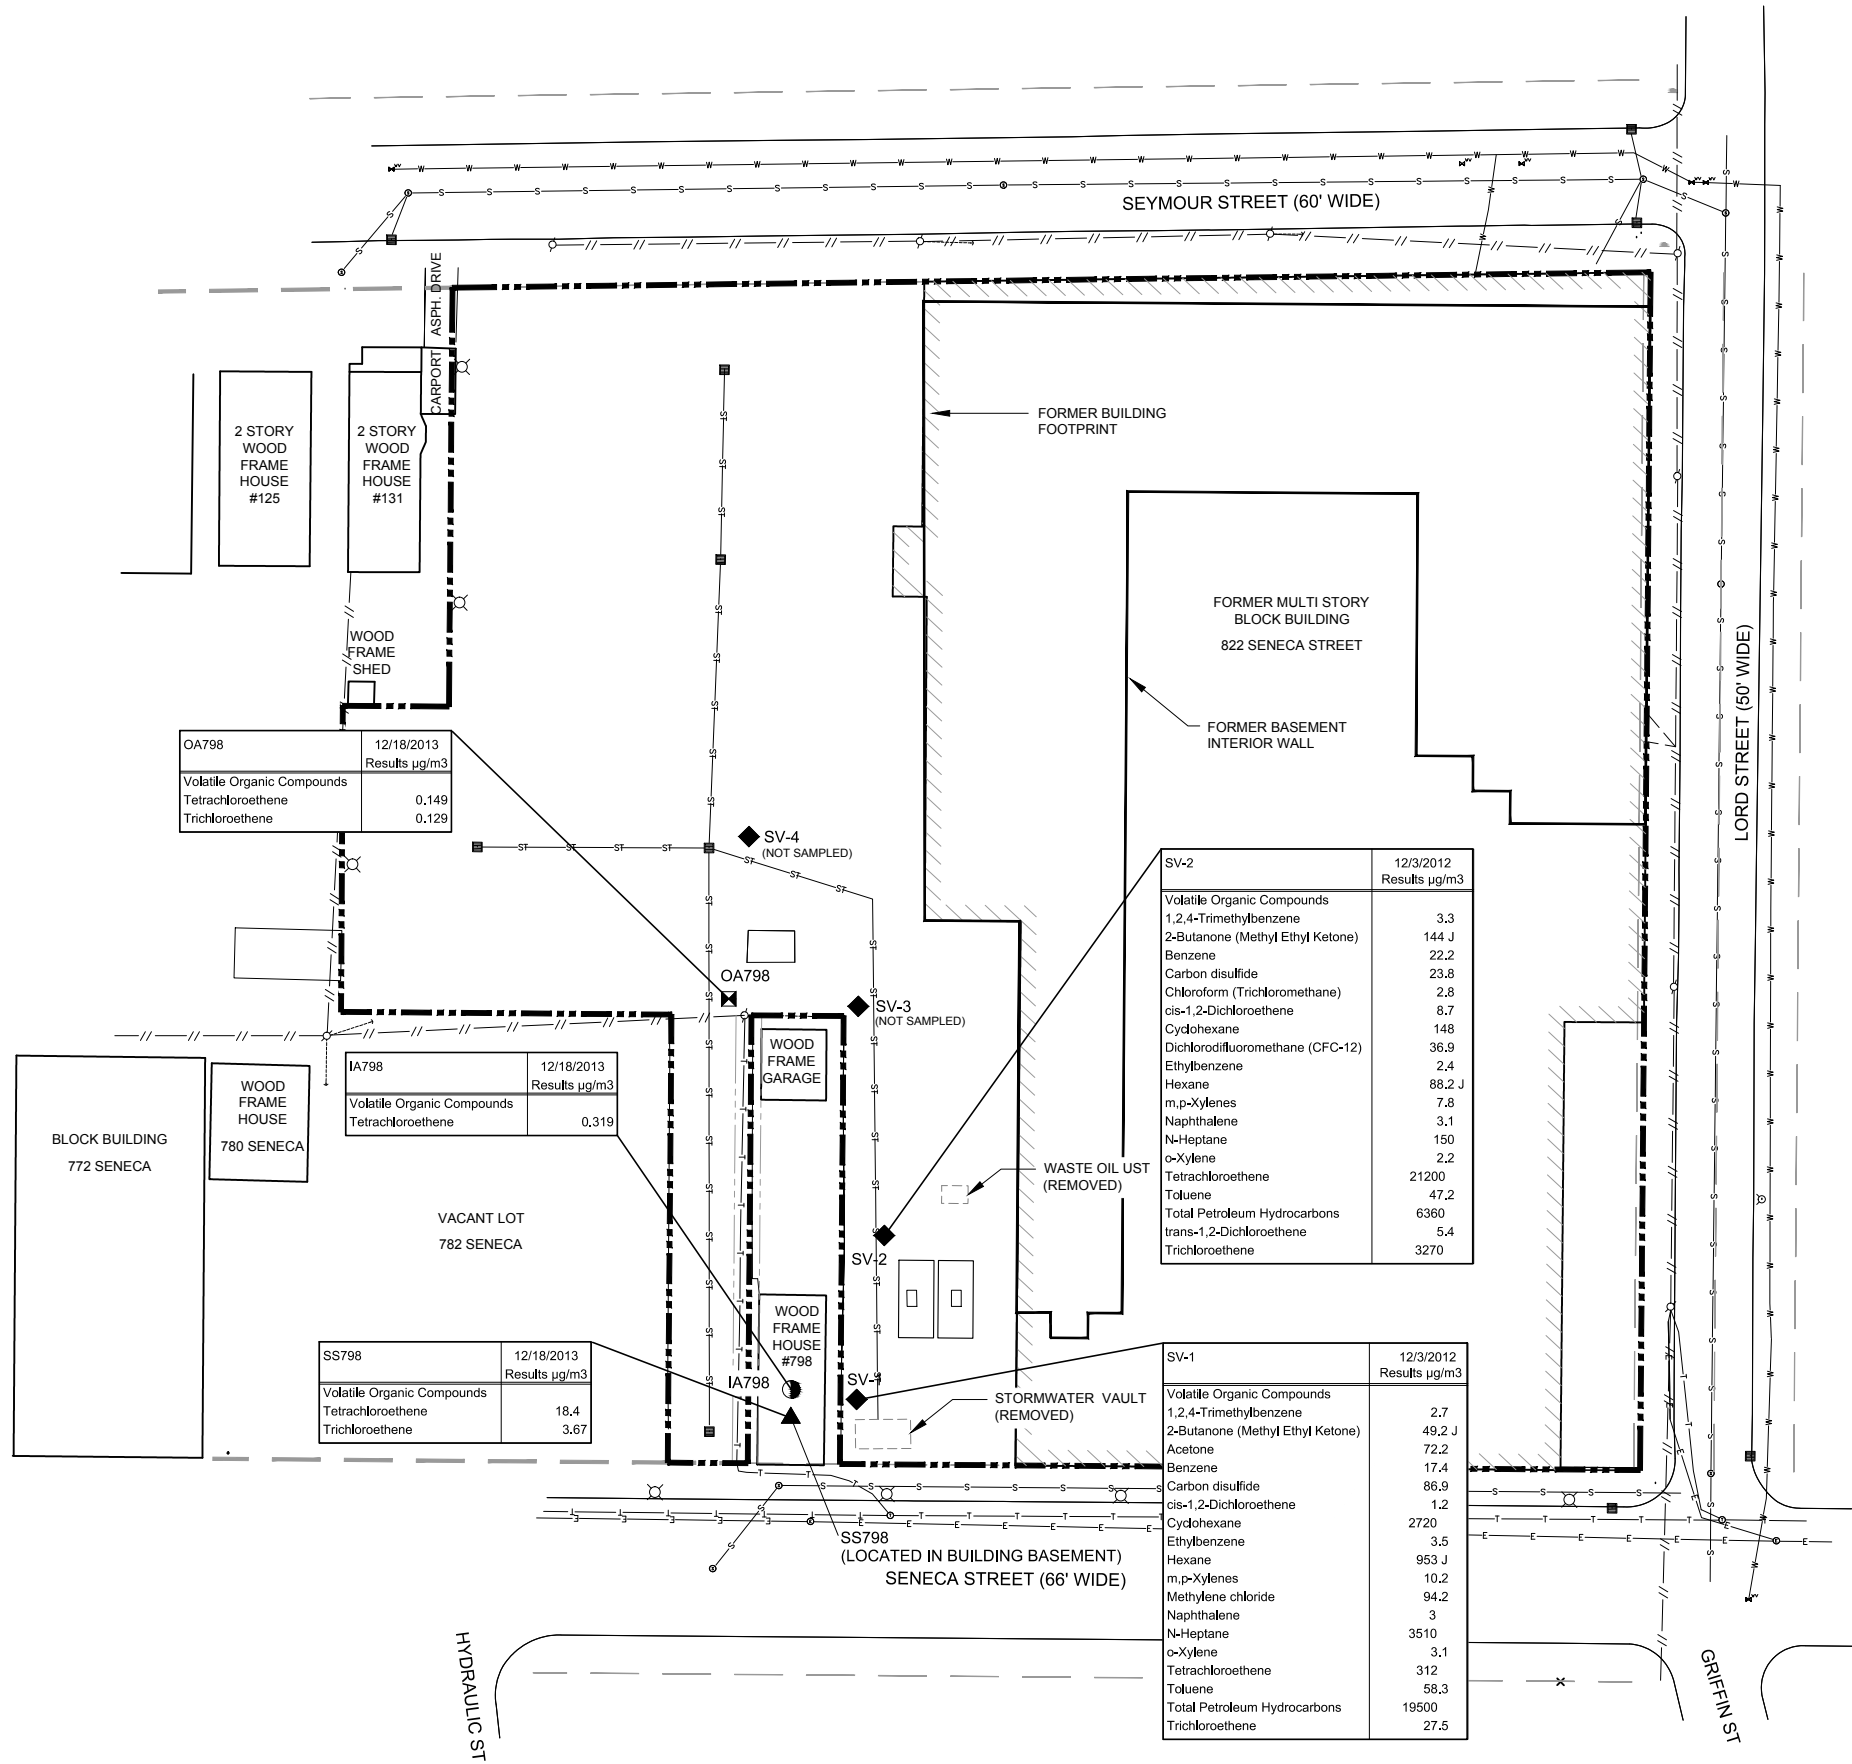 SEYMOUR STREET (60' WIDE)
ASPH. DRIVE
CARPORT
2 STORY
WOOD
FRAME
HOUSE
#125
2 STORY
WOOD
FRAME
HOUSE
#131
FORMER BUILDING
FOOTPRINT
FORMER MULTI STORY
BLOCK BUILDING
822 SENECA STREET
LORD STREET (50' WIDE)
WOOD
FRAME
SHED
FORMER BASEMENT
INTERIOR WALL
OA798 12/18/2013
Results µg/m3
Volatile Organic Compounds
Tetrachloroethene 0.149
Trichloroethene 0.129
SV-4
(NOT SAMPLED)
SV-2 12/3/2012
Results µg/m3
Volatile Organic Compounds
1,2,4-Trimethylbenzene 3.3
2-Butanone (Methyl Ethyl Ketone) 144 J
Benzene 22.2
Carbon disulfide 23.8
Chloroform (Trichloromethane) 2.8
cis-1,2-Dichloroethene 8.7
Cyclohexane 148
Dichlorodifluoromethane (CFC-12) 36.9
Ethylbenzene 2.4
Hexane 88.2 J
m,p-Xylenes 7.8
Naphthalene 3.1
N-Heptane 150
o-Xylene 2.2
Tetrachloroethene 21200
Toluene 47.2
Total Petroleum Hydrocarbons 6360
trans-1,2-Dichloroethene 5.4
Trichloroethene 3270
OA798
SV-3
(NOT SAMPLED)
WOOD
FRAME
GARAGE
IA798 12/18/2013
Results µg/m3
Volatile Organic Compounds
Tetrachloroethene 0.319
WOOD
FRAME
HOUSE
780 SENECA
BLOCK BUILDING
772 SENECA
WASTE OIL UST
(REMOVED)
VACANT LOT
782 SENECA
SV-2
WOOD
FRAME
HOUSE
#798
SS798 12/18/2013
Results µg/m3
Volatile Organic Compounds
Tetrachloroethene 18.4
Trichloroethene 3.67
IA798
SV-1
STORMWATER VAULT
(REMOVED)
SV-1 12/3/2012
Results µg/m3
Volatile Organic Compounds
1,2,4-Trimethylbenzene 2.7
2-Butanone (Methyl Ethyl Ketone) 49.2 J
Acetone 72.2
Benzene 17.4
Carbon disulfide 86.9
cis-1,2-Dichloroethene 1.2
Cyclohexane 2720
Ethylbenzene 3.5
Hexane 953 J
m,p-Xylenes 10.2
Methylene chloride 94.2
Naphthalene 3
N-Heptane 3510
o-Xylene 3.1
Tetrachloroethene 312
Toluene 58.3
Total Petroleum Hydrocarbons 19500
Trichloroethene 27.5
SS798
(LOCATED IN BUILDING BASEMENT)
SENECA STREET (66' WIDE)
HYDRAULIC ST
GRIFFIN ST